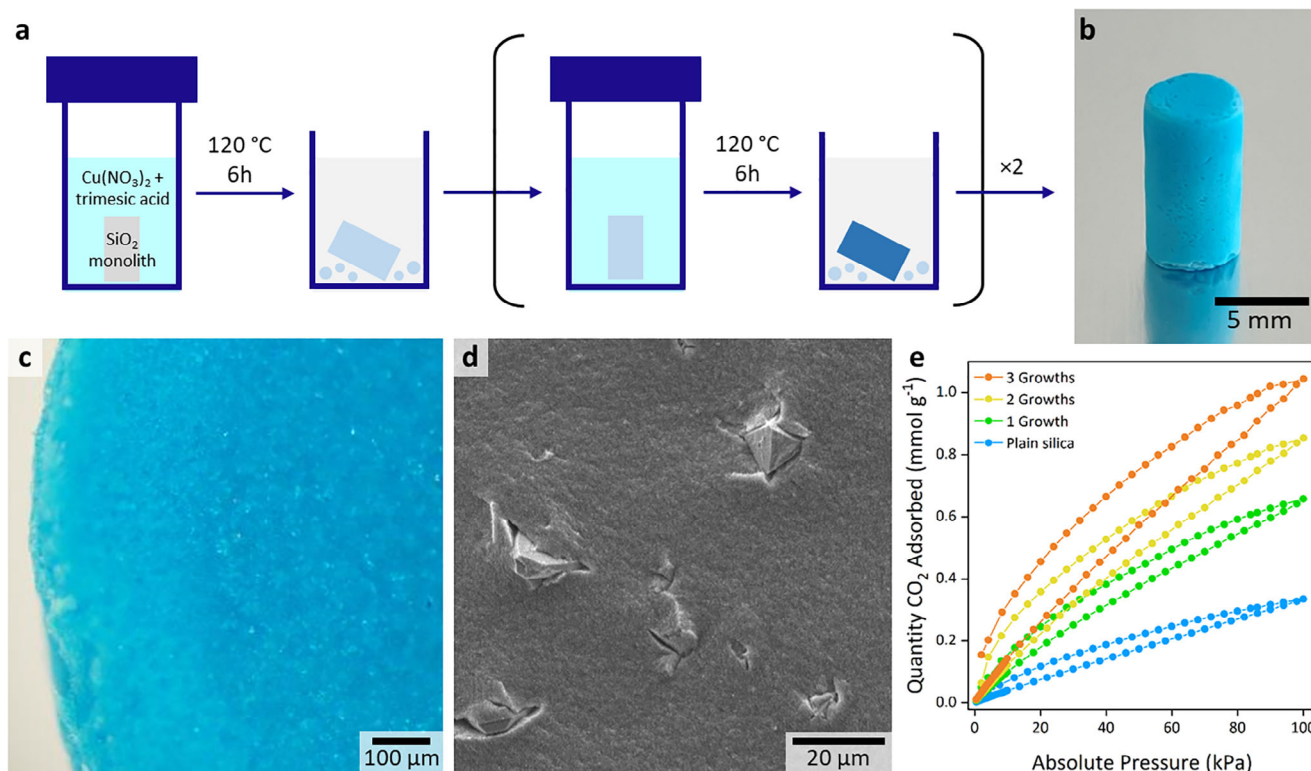 a
Cu(NO₃)₂ +
trimesic acid
SiO₂
monolith
120 °C
6h
120 °C
6h
×2
b
5 mm
c
100 µm
d
20 µm
e
3 Growths
2 Growths
1 Growth
Plain silica
Quantity CO₂ Adsorbed (mmol g⁻¹)
1.0
0.8
0.6
0.4
0.2
0.0
0 20 40 60 80 100
Absolute Pressure (kPa)